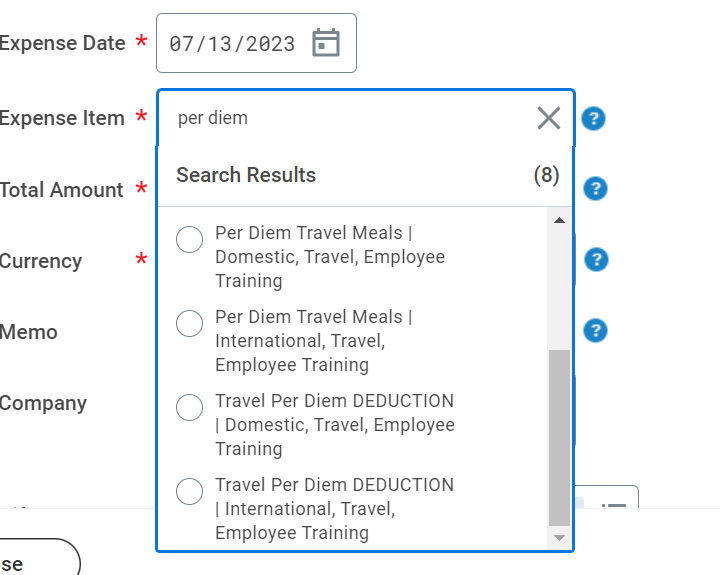 Expense Date * 07/13/2023
Expense Item * per diem ?
Search Results (8)
Total Amount * ?
Per Diem Travel Meals |
Domestic, Travel, Employee
Training
Currency * ?
Per Diem Travel Meals |
International, Travel,
Employee Training
Memo ?
Travel Per Diem DEDUCTION
| Domestic, Travel, Employee
Training
Company
Travel Per Diem DEDUCTION
| International, Travel,
Employee Training
se